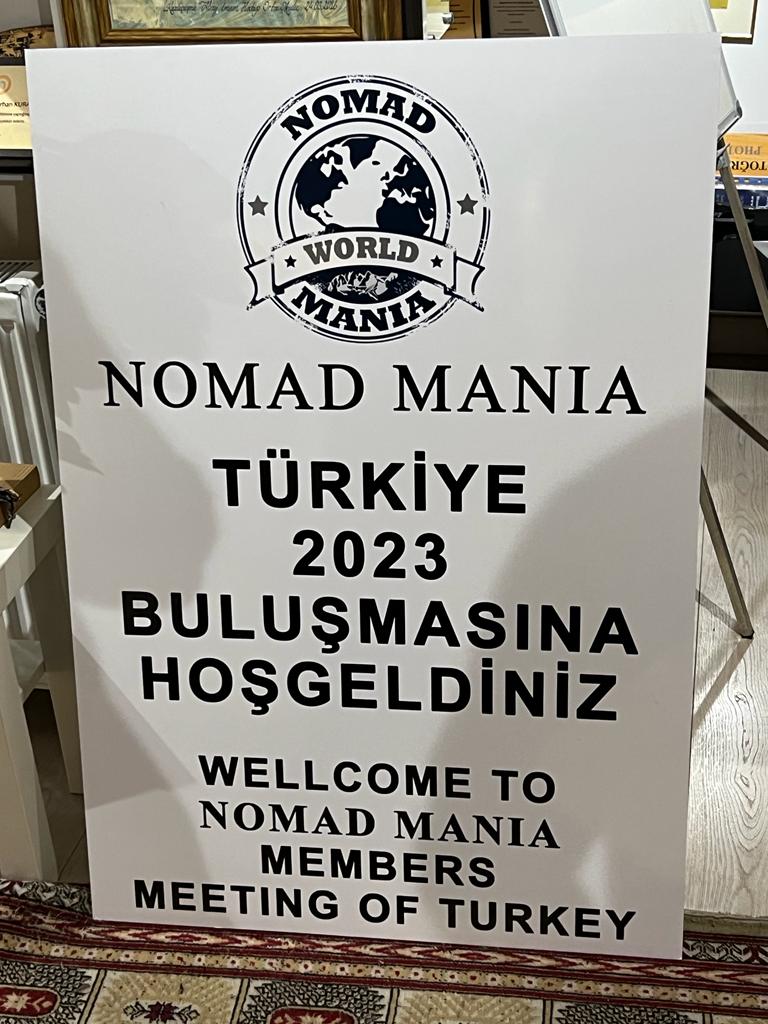 NOMAD
WORLD
MANIA
NOMAD MANIA
TÜRKİYE
2023
BULUŞMASINA
HOŞGELDİNİZ
WELLCOME TO
NOMAD MANIA
MEMBERS
MEETING OF TURKEY